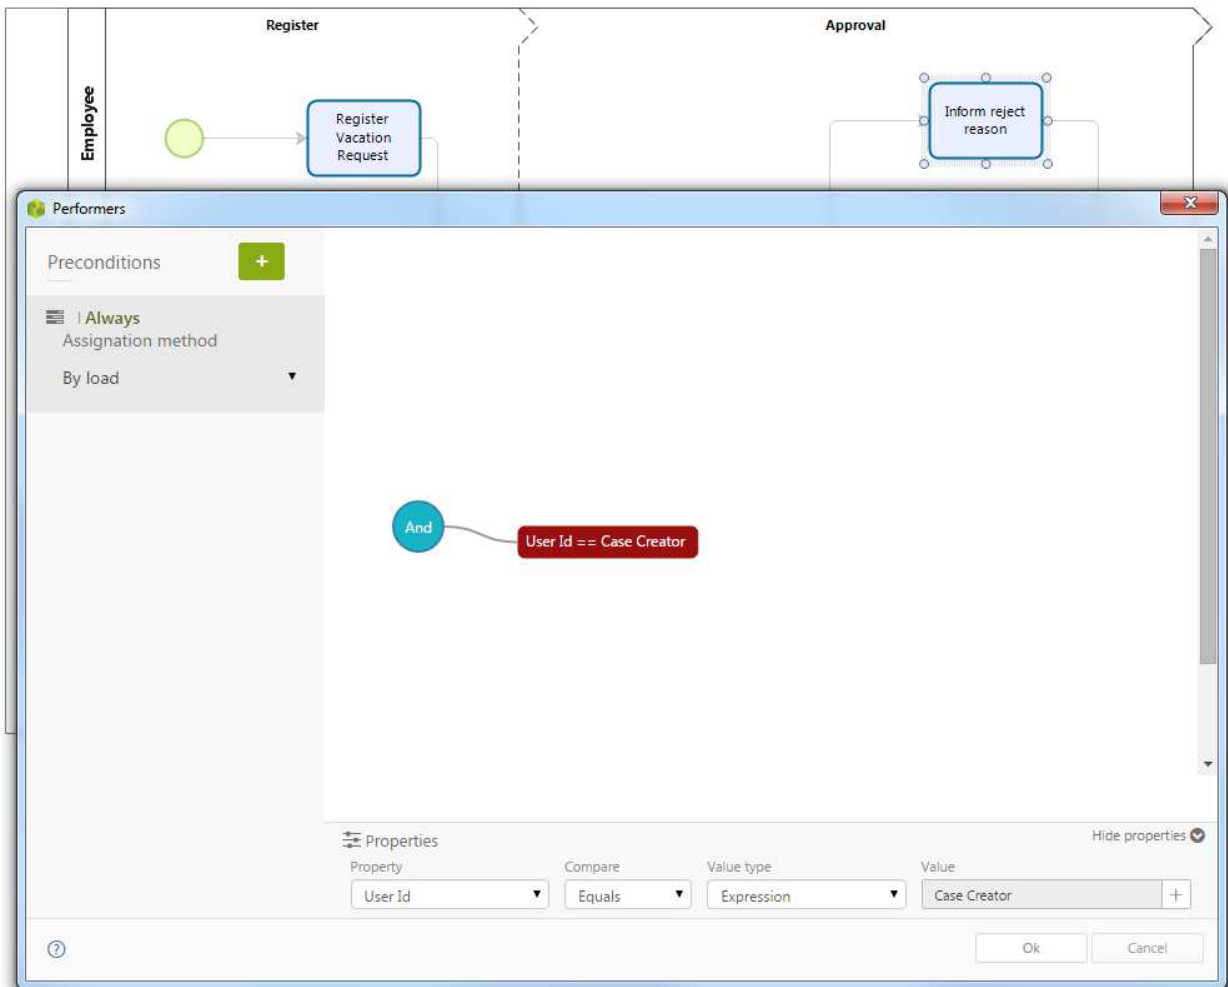 Register
Approval
Employee
Register
Vacation
Request
Inform reject
reason
Performers
Preconditions
+
Always
Assignation method
By load
And
User Id == Case Creator
Properties
Hide properties
Property
Compare
Value type
Value
User Id
Equals
Expression
Case Creator
+
?
Ok
Cancel